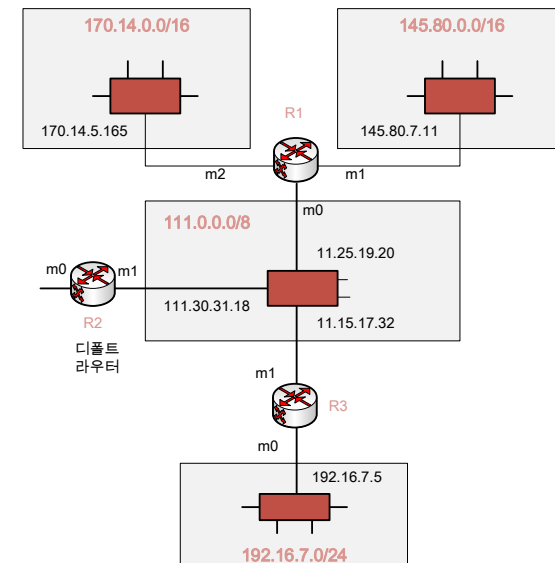 170.14.0.0/16
145.80.0.0/16
170.14.5.165
R1
145.80.7.11
m2
m1
m0
111.0.0.0/8
11.25.19.20
m0
m1
111.30.31.18
R2
11.15.17.32
디폴트
라우터
m1
R3
m0
192.16.7.5
192.16.7.0/24